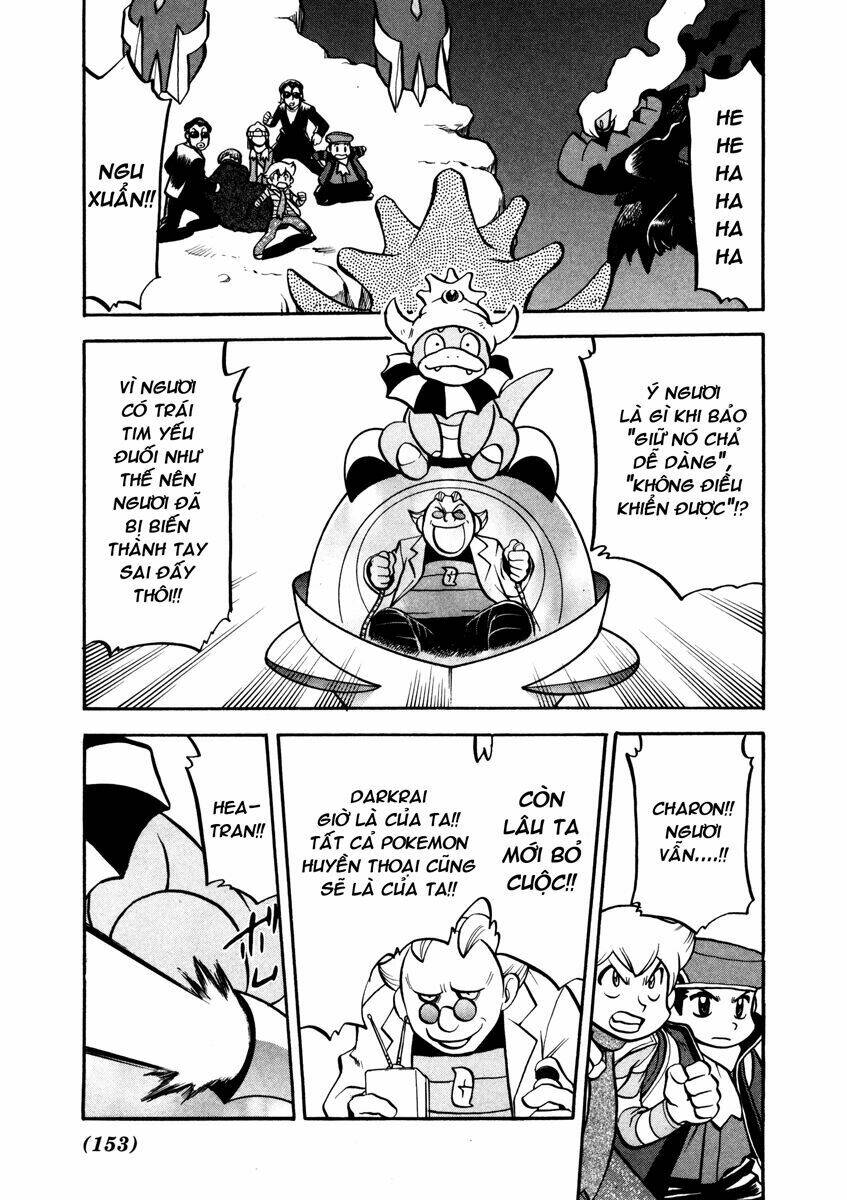 HE
HE
HA
HA
HA
HA
NGU
XUẨN!!
Ý NGƯƠI
LÀ GÌ KHI BẢO
"GIỮ NÓ CHẢ
DỄ DÀNG",
"KHÔNG ĐIỀU
KHIỂN ĐƯỢC"!?
VÌ NGƯƠI
CÓ TRÁI
TIM YẾU
ĐUỐI NHƯ
THẾ NÊN
NGƯƠI ĐÃ
BỊ BIẾN
THÀNH TAY
SAI ĐẤY
THÔI!!
CHARON!!
NGƯƠI
VẪN....!!
CÒN
LÂU TA
MỚI BỎ
CUỘC!!
DARKRAI
GIỜ LÀ CỦA TA!!
TẤT CẢ POKEMON
HUYỀN THOẠI CŨNG
SẼ LÀ CỦA TA!!
HEA-
TRAN!!
(153)